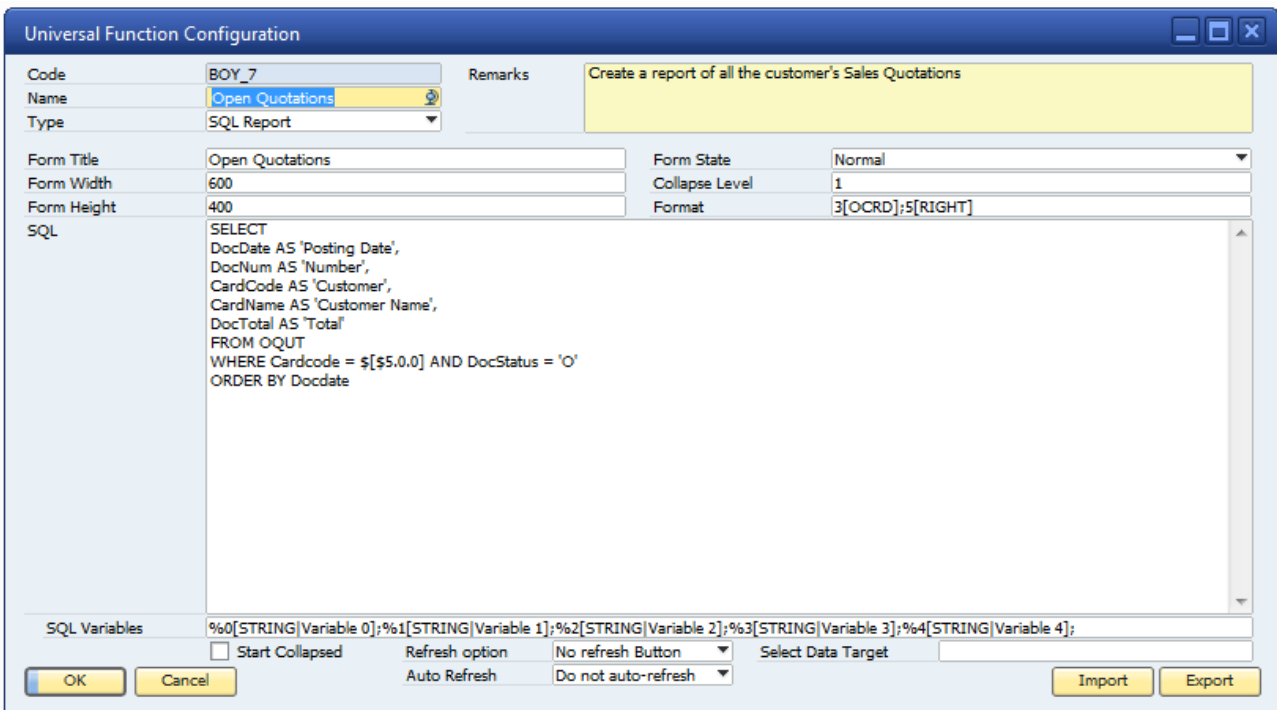 Universal Function Configuration
Code BOY_7 Remarks Create a report of all the customer's Sales Quotations
Name Open Quotations
Type SQL Report
Form Title Open Quotations Form State Normal
Form Width 600 Collapse Level 1
Form Height 400 Format 3[OCRD];5[RIGHT]
SQL SELECT
DocDate AS 'Posting Date',
DocNum AS 'Number',
CardCode AS 'Customer',
CardName AS 'Customer Name',
DocTotal AS 'Total'
FROM OQUT
WHERE Cardcode = $[$5.0.0] AND DocStatus = 'O'
ORDER BY Docdate
SQL Variables %0[STRING|Variable 0];%1[STRING|Variable 1];%2[STRING|Variable 2];%3[STRING|Variable 3];%4[STRING|Variable 4];
Start Collapsed Refresh option No refresh Button Select Data Target
OK Cancel Auto Refresh Do not auto-refresh Import Export